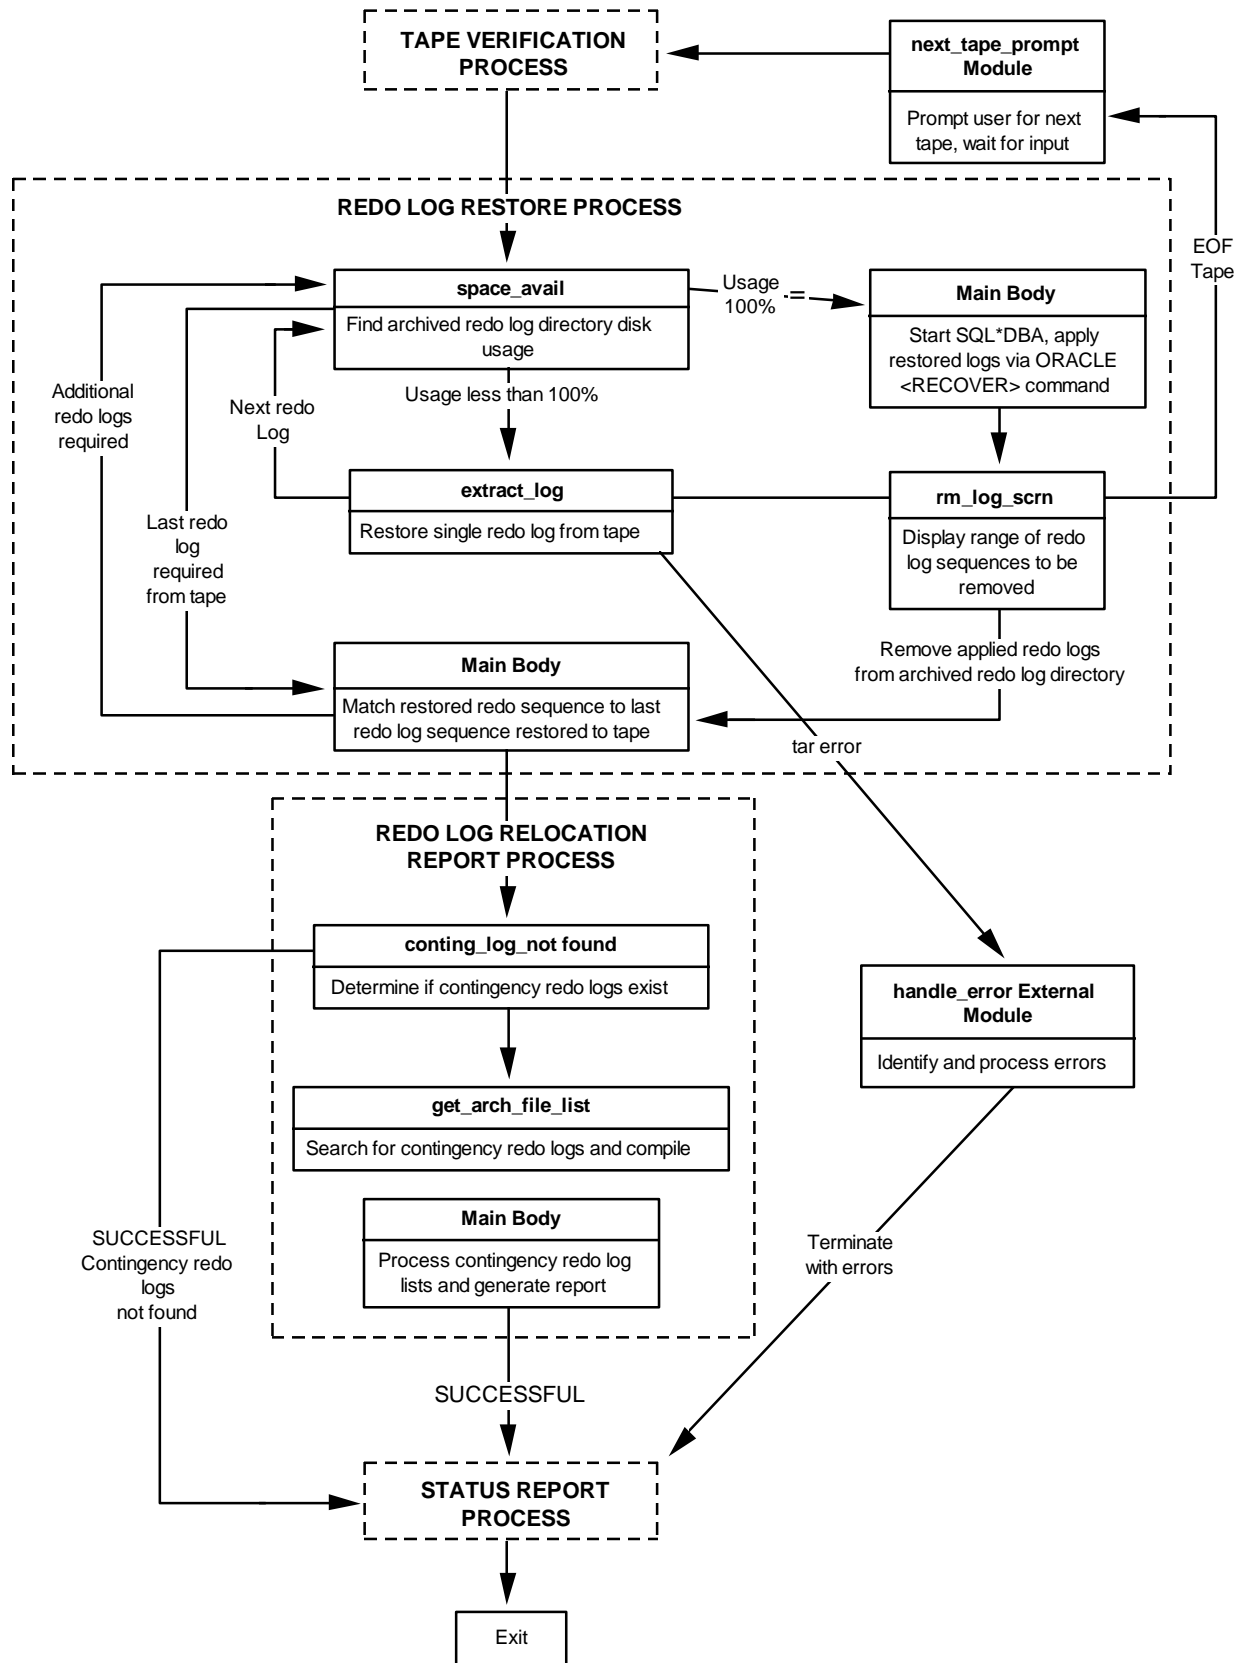 TAPE VERIFICATION
PROCESS
next_tape_prompt
Module
Prompt user for next
tape, wait for input
REDO LOG RESTORE PROCESS
EOF
Tape
space_avail
Find archived redo log directory disk
usage
Usage =
100%
Main Body
Start SQL*DBA, apply
restored logs via ORACLE
<RECOVER> command
Additional
redo logs
required
Next redo
Log
Usage less than 100%
extract_log
Restore single redo log from tape
rm_log_scrn
Display range of redo
log sequences to be
removed
Last redo
log
required
from tape
Main Body
Match restored redo sequence to last
redo log sequence restored to tape
Remove applied redo logs
from archived redo log directory
tar error
REDO LOG RELOCATION
REPORT PROCESS
conting_log_not found
Determine if contingency redo logs exist
handle_error External
Module
Identify and process errors
get_arch_file_list
Search for contingency redo logs and compile
Main Body
Process contingency redo log
lists and generate report
SUCCESSFUL
Contingency redo
logs
not found
Terminate
with errors
SUCCESSFUL
STATUS REPORT
PROCESS
Exit